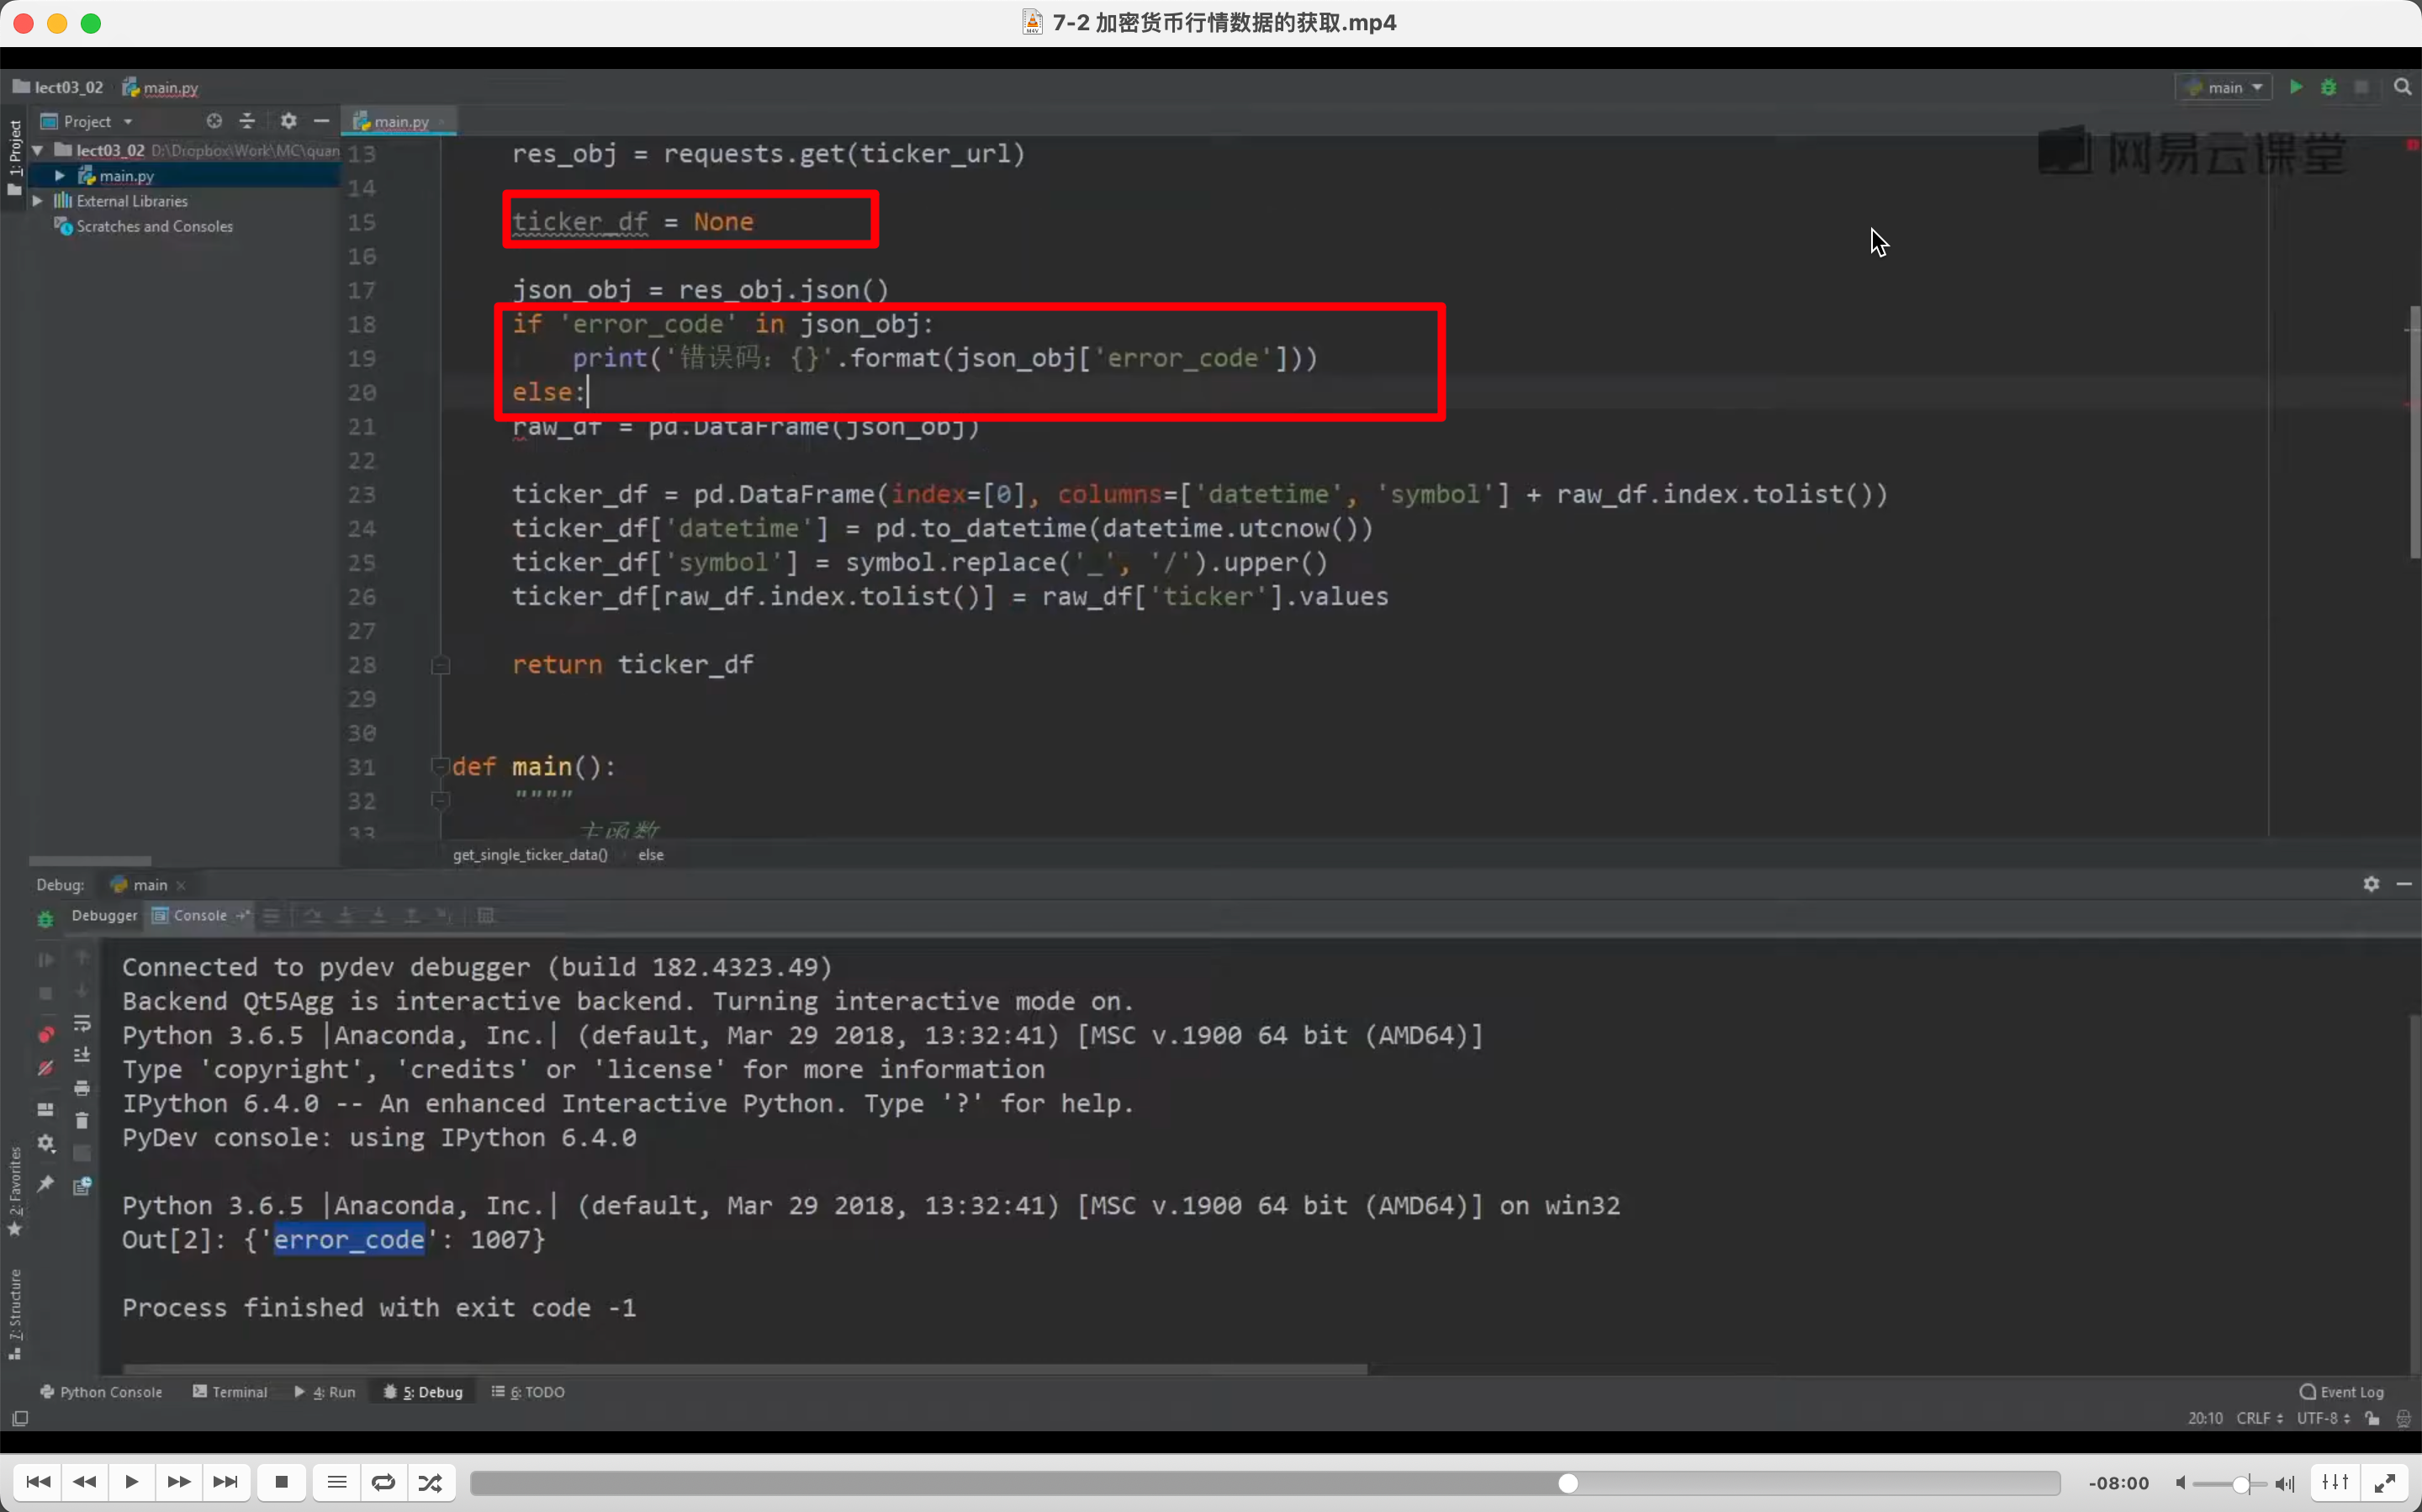 7-2 加密货币行情数据的获取.mp4
lect03_02 main.py
main
Project
main.py
网易云课堂
1: Project
lect03_02 D:\Dropbox\Work\MC\quan
main.py
External Libraries
Scratches and Consoles
13 res_obj = requests.get(ticker_url)
14
15 ticker_df = None
16
17 json_obj = res_obj.json()
18 if 'error_code' in json_obj:
19 print('错误码: {}'.format(json_obj['error_code']))
20 else:
21 raw_df = pd.DataFrame(json_obj)
22
23 ticker_df = pd.DataFrame(index=[0], columns=['datetime', 'symbol'] + raw_df.index.tolist())
24 ticker_df['datetime'] = pd.to_datetime(datetime.utcnow())
25 ticker_df['symbol'] = symbol.replace('_', '/').upper()
26 ticker_df[raw_df.index.tolist()] = raw_df['ticker'].values
27
28 return ticker_df
29
30
31 def main():
32 """"
33 主函数
get_single_ticker_data() else
Debug: main
Debugger Console
Connected to pydev debugger (build 182.4323.49)
Backend Qt5Agg is interactive backend. Turning interactive mode on.
Python 3.6.5 |Anaconda, Inc.| (default, Mar 29 2018, 13:32:41) [MSC v.1900 64 bit (AMD64)]
Type 'copyright', 'credits' or 'license' for more information
IPython 6.4.0 -- An enhanced Interactive Python. Type '?' for help.
PyDev console: using IPython 6.4.0
Python 3.6.5 |Anaconda, Inc.| (default, Mar 29 2018, 13:32:41) [MSC v.1900 64 bit (AMD64)] on win32
Out[2]: {'error_code': 1007}
Process finished with exit code -1
2: Favorites
7: Structure
Python Console Terminal 4: Run 5: Debug 6: TODO
Event Log
20:10 CRLF UTF-8
-08:00